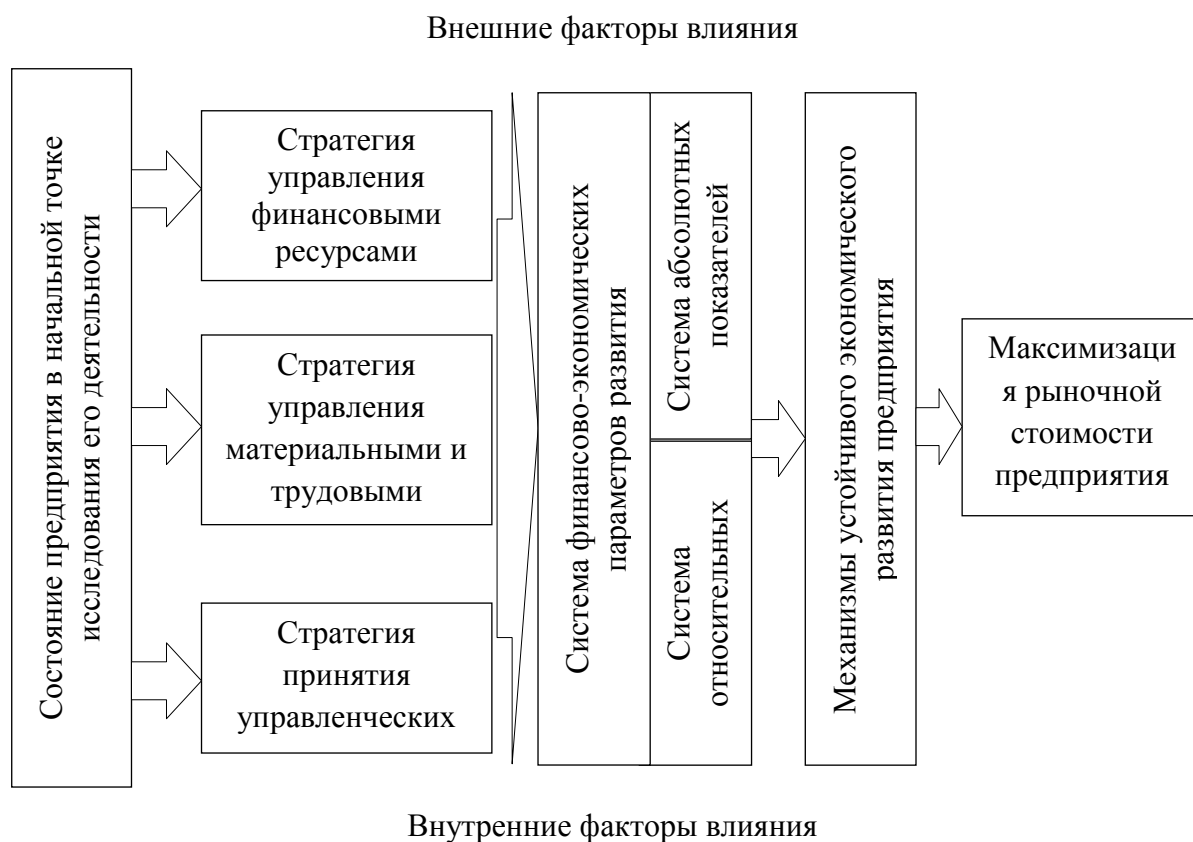 Внешние факторы влияния
Состояние предприятия в начальной точке
исследования его деятельности
Стратегия
управления
финансовыми
ресурсами
Стратегия
управления
материальными и
трудовыми
Стратегия
принятия
управленческих
Система финансово-экономических
параметров развития
Система абсолютных
показателей
Система
относительных
Механизмы устойчивого экономического
развития предприятия
Максимизаци
я рыночной
стоимости
предприятия
Внутренние факторы влияния